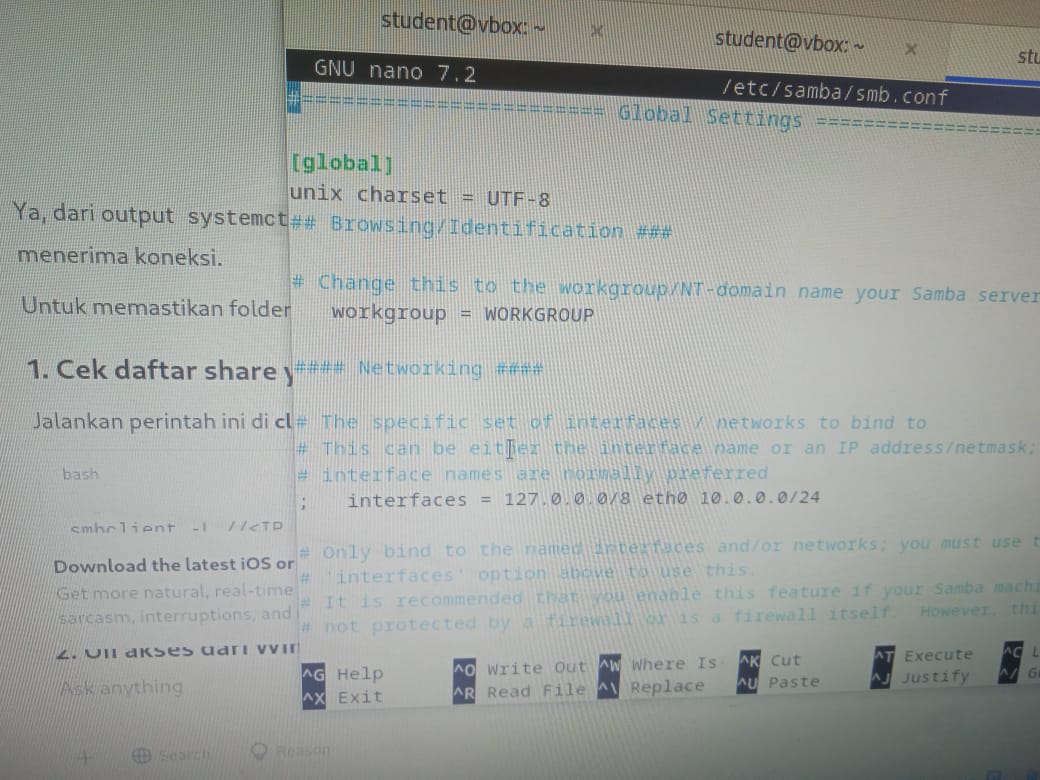 student@vbox: ~ ×
student@vbox: ~ ×
GNU nano 7.2
/etc/samba/smb.conf
#====================== Global Settings ====================
[global]
unix charset = UTF-8
## Browsing/Identification ###
# Change this to the workgroup/NT-domain name your Samba server
workgroup = WORKGROUP
#### Networking ####
# The specific set of interfaces / networks to bind to
# This can be either the interface name or an IP address/netmask;
# interface names are normally preferred
; interfaces = 127.0.0.0/8 eth0 10.0.0.0/24
# Only bind to the named interfaces and/or networks; you must use t
# 'interfaces' option above to use this.
# It is recommended that you enable this feature if your Samba machi
# not protected by a firewall or is a firewall itself. However, thi
^G Help ^O Write Out ^W Where Is ^K Cut ^T Execute ^C L
^X Exit ^R Read File ^\ Replace ^U Paste ^J Justify ^/ G
Ya, dari output systemct
menerima koneksi.
Untuk memastikan folder
1. Cek daftar share y
Jalankan perintah ini di cl
bash
smbclient -L //<IP
Download the latest iOS or
Get more natural, real-time
sarcasm, interruptions, and
2.
Ask anything
+ Search Reason